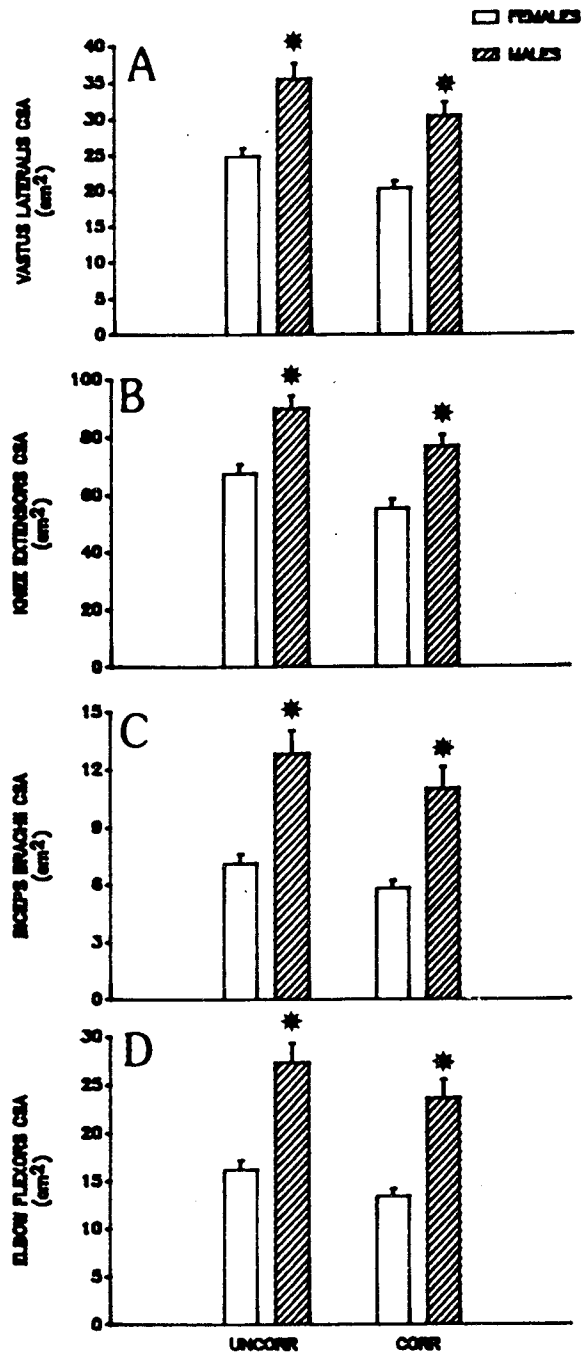 FEMALES
MALES
A
VASTUS LATERALIS CSA
(cm²)
40
35
30
25
20
15
10
5
0
B
KNEE EXTENSORS CSA
(cm²)
100
80
60
40
20
0
C
BICEPS BRACHII CSA
(cm²)
15
12
9
6
3
0
D
ELBOW FLEXORS CSA
(cm²)
30
25
20
15
10
5
0
UNCORR
CORR